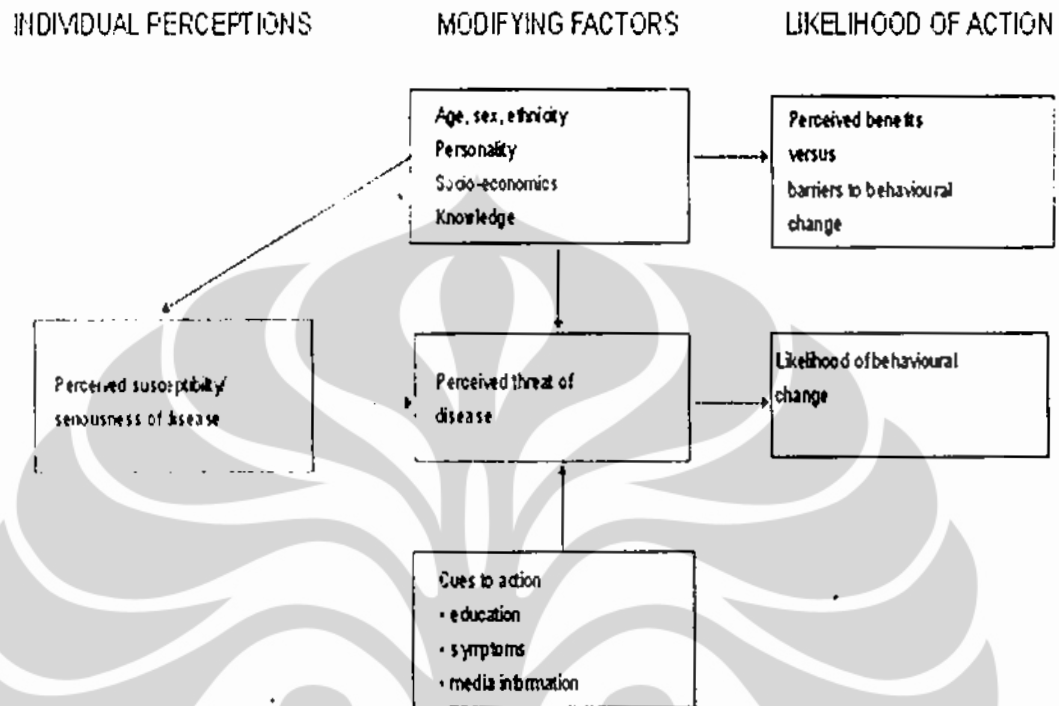 INDIVIDUAL PERCEPTIONS
MODIFYING FACTORS
LIKELIHOOD OF ACTION
Age, sex, ethnicity
Personality
Socio-economics
Knowledge
Perceived benefits
versus
barriers to behavioural
change
Perceived susceptibility/
seriousness of disease
Perceived threat of
disease
Likelihood of behavioural
change
Cues to action
• education
• symptoms
• media information